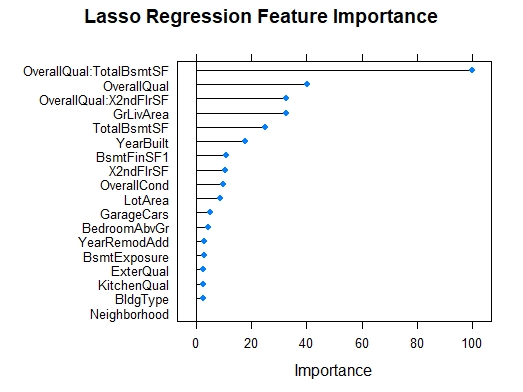 Lasso Regression Feature Importance
OverallQual:TotalBsmtSF
OverallQual
OverallQual:X2ndFlrSF
GrLivArea
TotalBsmtSF
YearBuilt
BsmtFinSF1
X2ndFlrSF
OverallCond
LotArea
GarageCars
BedroomAbvGr
YearRemodAdd
BsmtExposure
ExterQual
KitchenQual
BldgType
Neighborhood
0 20 40 60 80 100
Importance